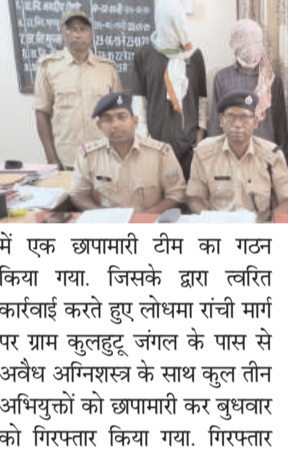 में एक छापामारी टीम का गठन
किया गया. जिसके द्वारा त्वरित
कार्रवाई करते हुए लोधमा रांची मार्ग
पर ग्राम कुलहुटू जंगल के पास से
अवैध अग्निशस्त्र के साथ कुल तीन
अभियुक्तों को छापामारी कर बुधवार
को गिरफ्तार किया गया. गिरफ्तार